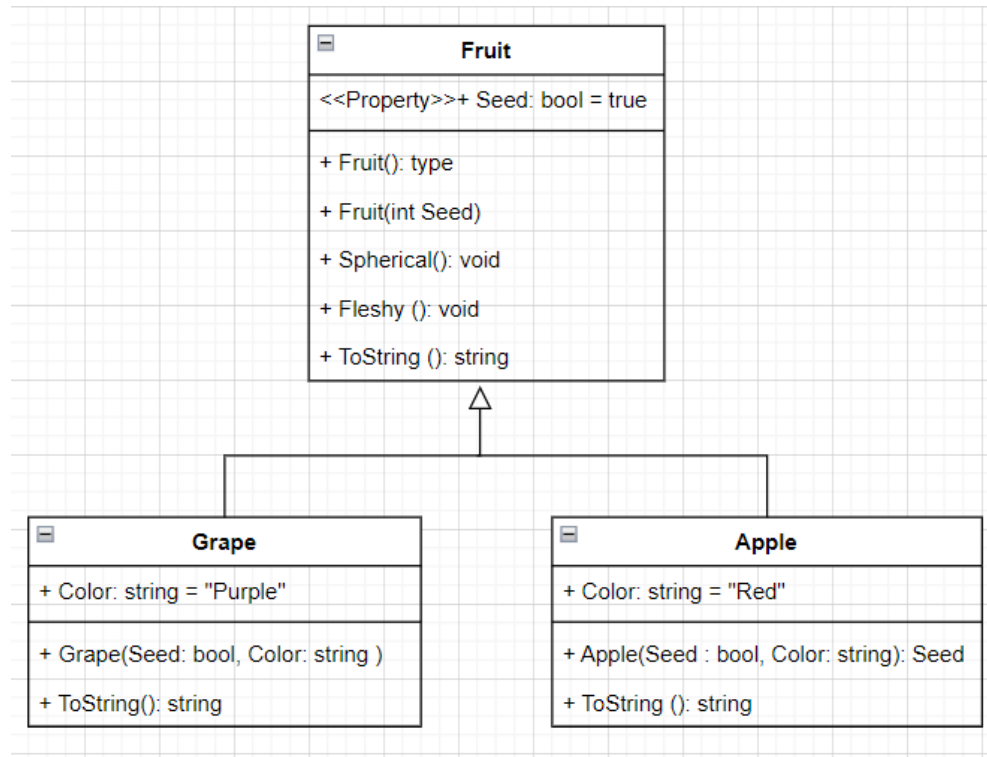 Fruit
<<Property>>+ Seed: bool = true
+ Fruit(): type
+ Fruit(int Seed)
+ Spherical(): void
+ Fleshy (): void
+ ToString (): string
Grape
+ Color: string = "Purple"
+ Grape(Seed: bool, Color: string )
+ ToString(): string
Apple
+ Color: string = "Red"
+ Apple(Seed : bool, Color: string): Seed
+ ToString (): string